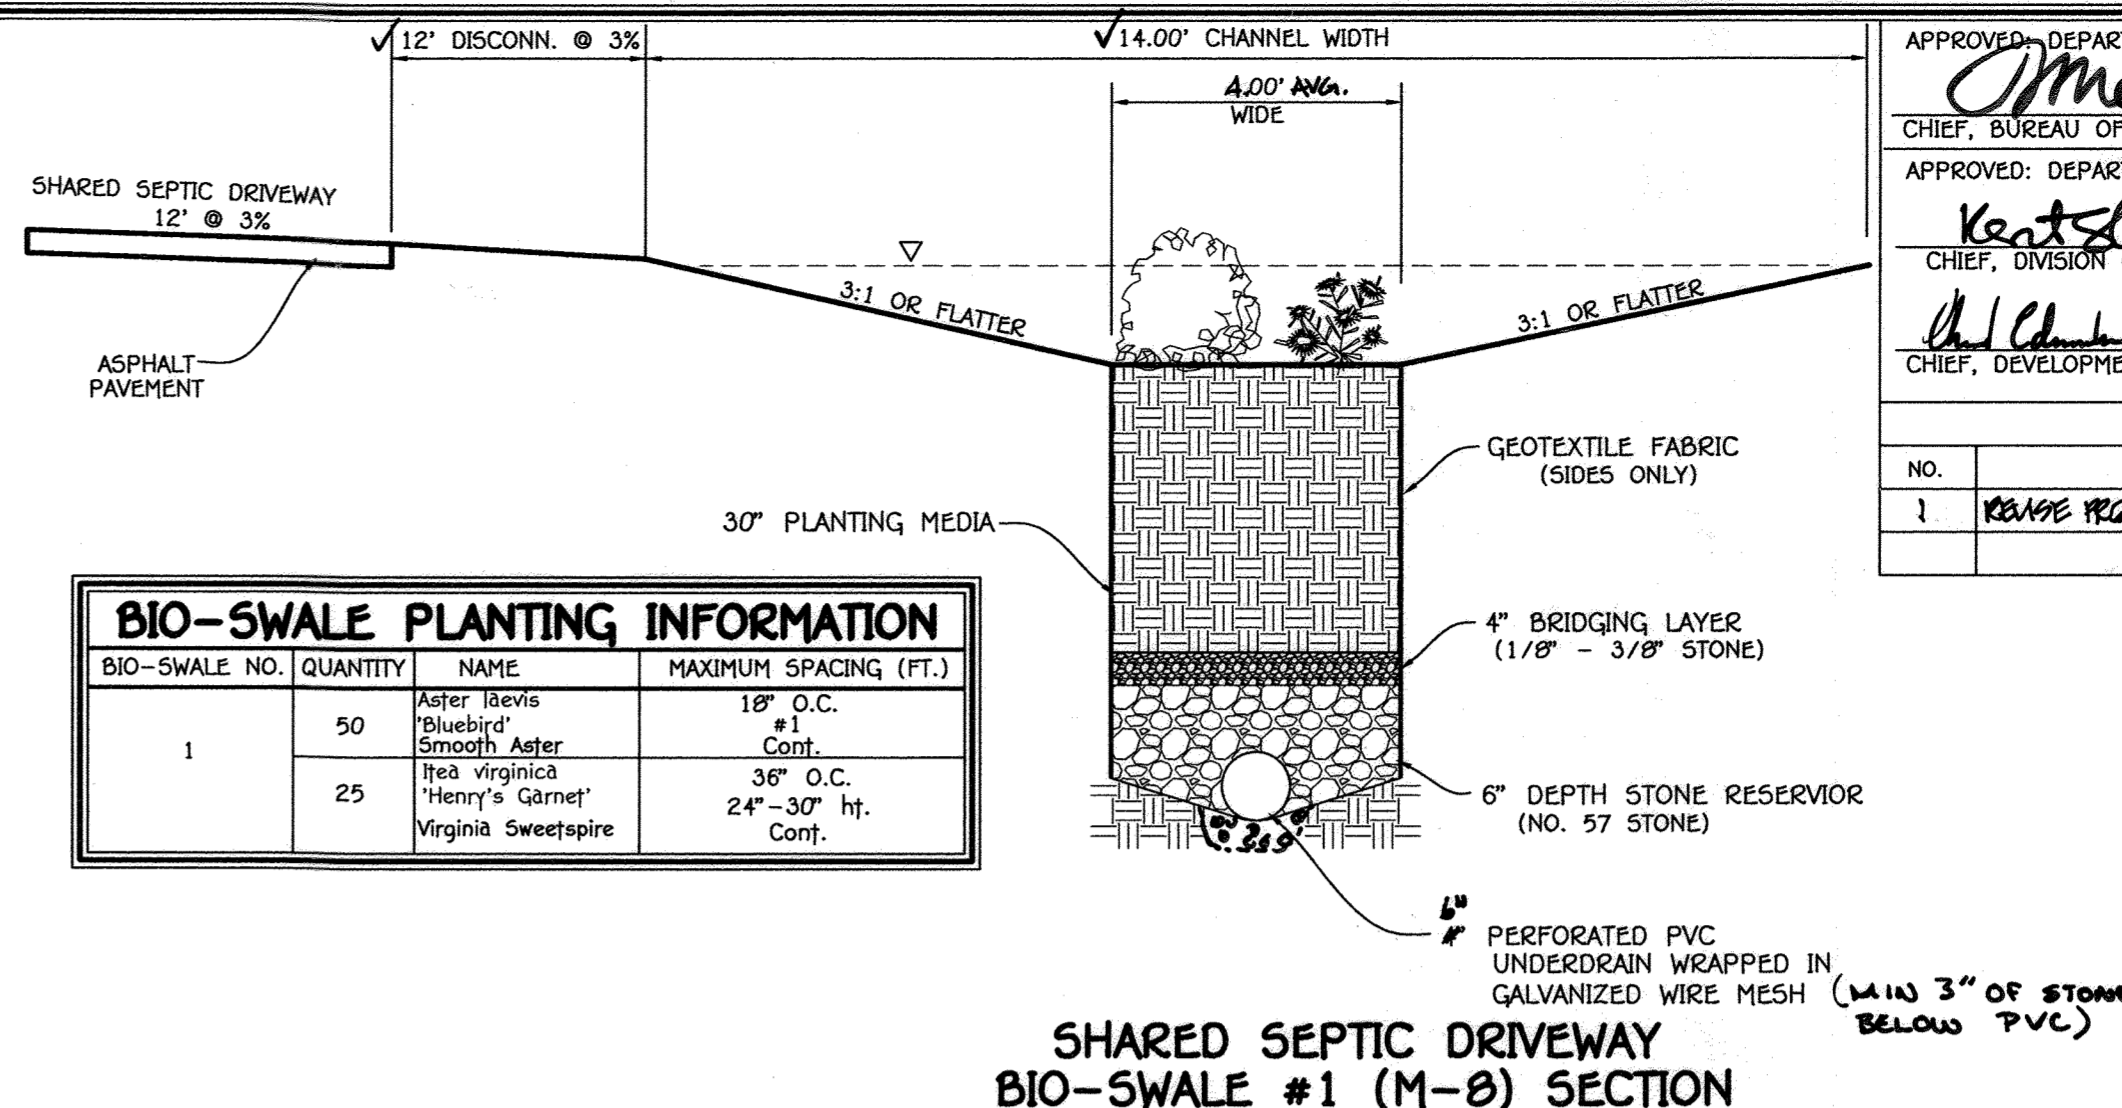 12' DISCONN. @ 3%
14.00' CHANNEL WIDTH
4.00' AVG.
WIDE
SHARED SEPTIC DRIVEWAY
12' @ 3%
3:1 OR FLATTER
3:1 OR FLATTER
ASPHALT
PAVEMENT
GEOTEXTILE FABRIC
(SIDES ONLY)
30" PLANTING MEDIA
4" BRIDGING LAYER
(1/8" - 3/8" STONE)
6" DEPTH STONE RESERVIOR
(NO. 57 STONE)
6"
PERFORATED PVC
UNDERDRAIN WRAPPED IN
GALVANIZED WIRE MESH (MIN 3" OF STONE
BELOW PVC)
BIO-SWALE PLANTING INFORMATION
BIO-SWALE NO. QUANTITY NAME MAXIMUM SPACING (FT.)
1
50
Aster laevis
'Bluebird'
Smooth Aster
18" O.C.
#1
Cont.
25
Itea virginica
'Henry's Garnet'
Virginia Sweetspire
36" O.C.
24"-30" ht.
Cont.
SHARED SEPTIC DRIVEWAY
BIO-SWALE #1 (M-8) SECTION
APPROVED: DEPAR
CHIEF, BUREAU OF
APPROVED: DEPAR
Kent
CHIEF, DIVISION
CHIEF, DEVELOPME
NO.
1 REVISE